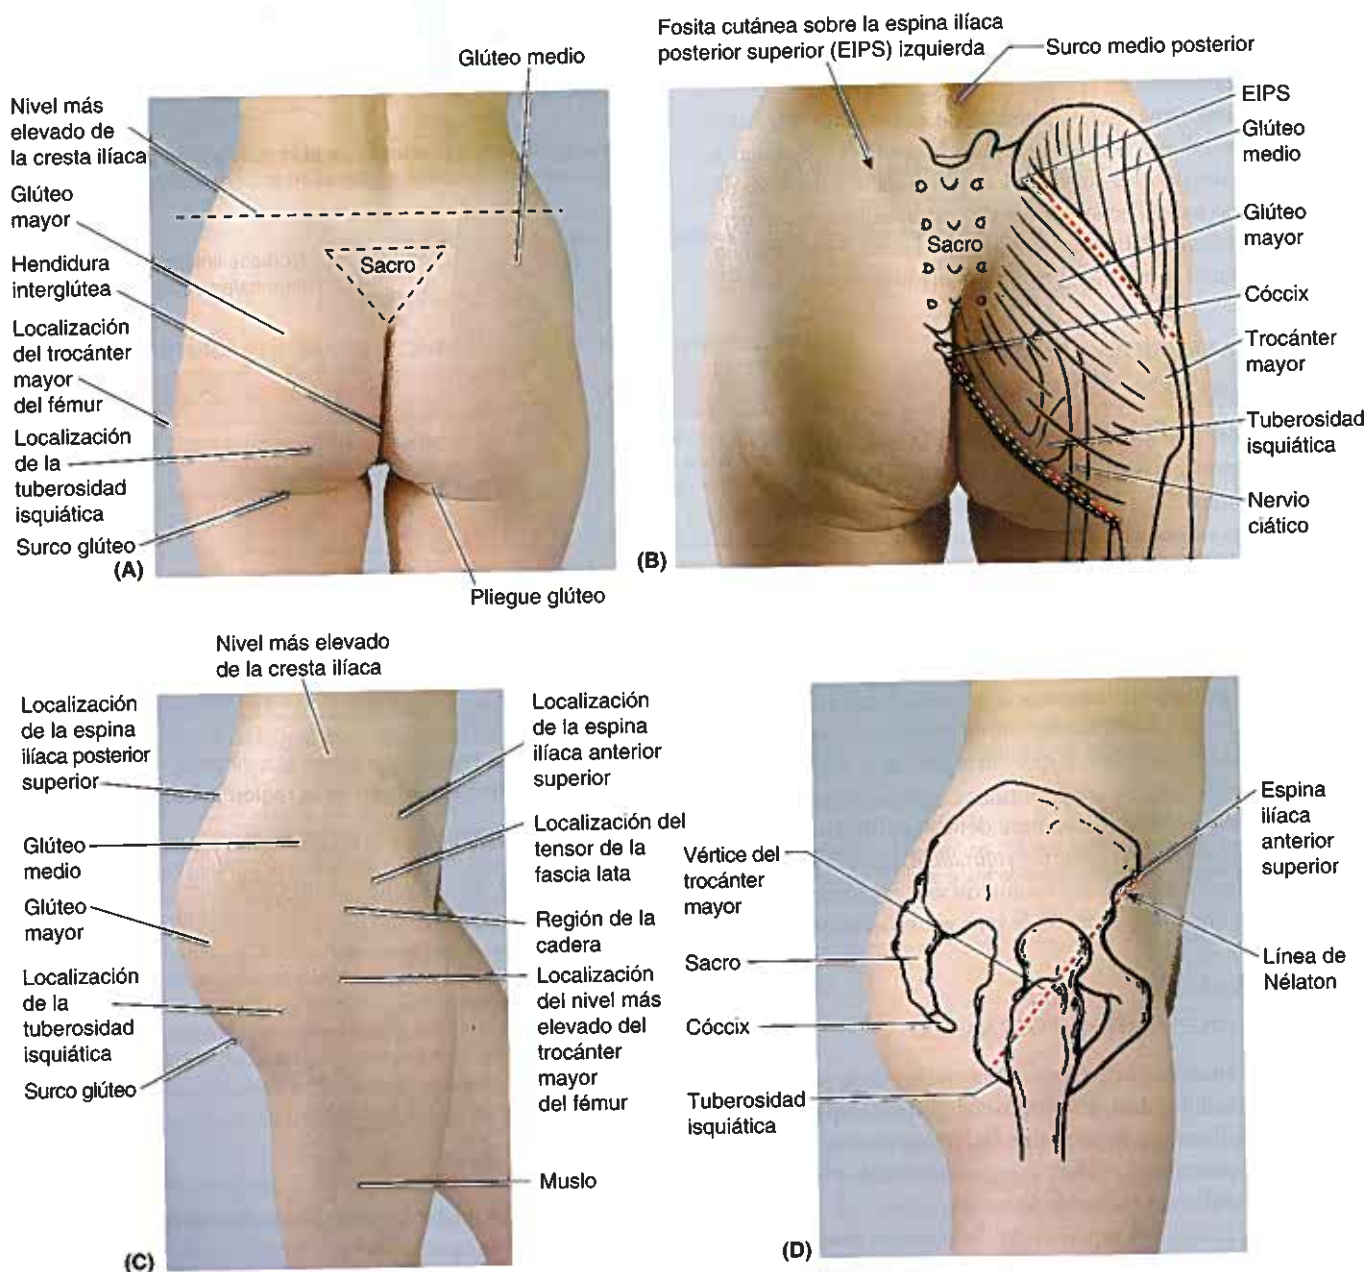 Glúteo medio
Nivel más
elevado de
la cresta ilíaca
Glúteo
mayor
Hendidura
interglútea
Localización
del trocánter
mayor
del fémur
Localización
de la
tuberosidad
isquiática
Surco glúteo
(A)
Sacro
Pliegue glúteo
Fosita cutánea sobre la espina ilíaca
posterior superior (EIPS) izquierda
Surco medio posterior
EIPS
Glúteo
medio
Glúteo
mayor
Cóccix
Trocánter
mayor
Tuberosidad
isquiática
Nervio
ciático
Sacro
(B)
Nivel más elevado
de la cresta ilíaca
Localización
de la espina
ilíaca posterior
superior
Glúteo
medio
Glúteo
mayor
Localización
de la
tuberosidad
isquiática
Surco glúteo
Localización
de la espina
ilíaca anterior
superior
Localización del
tensor de la
fascia lata
Región de la
cadera
Localización
del nivel más
elevado del
trocánter
mayor
del fémur
Muslo
(C)
Vértice del
trocánter
mayor
Sacro
Cóccix
Tuberosidad
isquiática
Espina
ilíaca
anterior
superior
Línea de
Nélaton
(D)